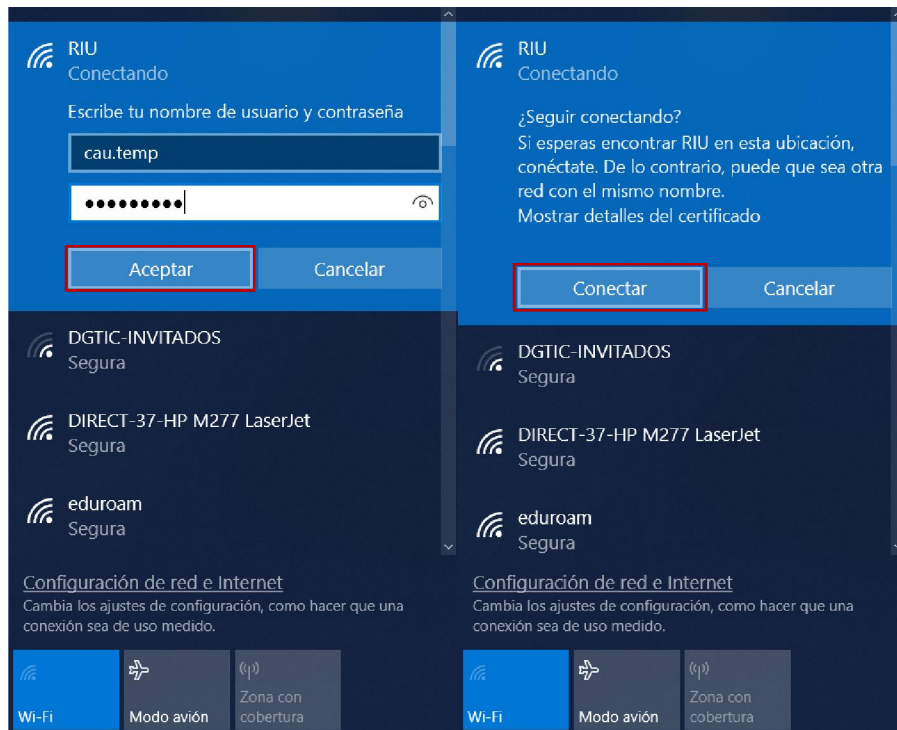 RIU
Conectando
Escribe tu nombre de usuario y contraseña
cau.temp
Aceptar
Cancelar
DGTIC-INVITADOS
Segura
DIRECT-37-HP M277 LaserJet
Segura
eduroam
Segura
Configuración de red e Internet
Cambia los ajustes de configuración, como hacer que una
conexión sea de uso medido.
Wi-Fi
Modo avión
Zona con
cobertura
RIU
Conectando
¿Seguir conectando?
Si esperas encontrar RIU en esta ubicación,
conéctate. De lo contrario, puede que sea otra
red con el mismo nombre.
Mostrar detalles del certificado
Conectar
Cancelar
DGTIC-INVITADOS
Segura
DIRECT-37-HP M277 LaserJet
Segura
eduroam
Segura
Configuración de red e Internet
Cambia los ajustes de configuración, como hacer que una
conexión sea de uso medido.
Wi-Fi
Modo avión
Zona con
cobertura